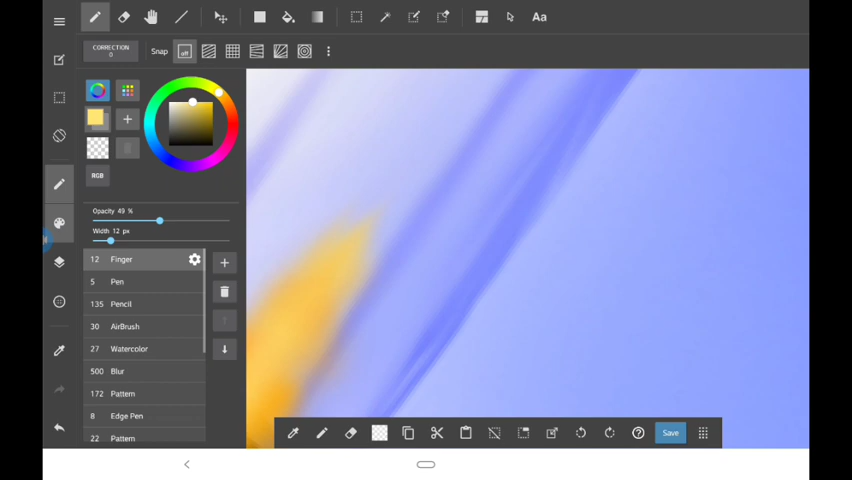 Aa
CORRECTION
0
Snap
off
RGB
Opacity 49 %
Width 12 px
12 Finger
5 Pen
135 Pencil
30 AirBrush
27 Watercolor
500 Blur
172 Pattern
8 Edge Pen
22 Pattern
Save